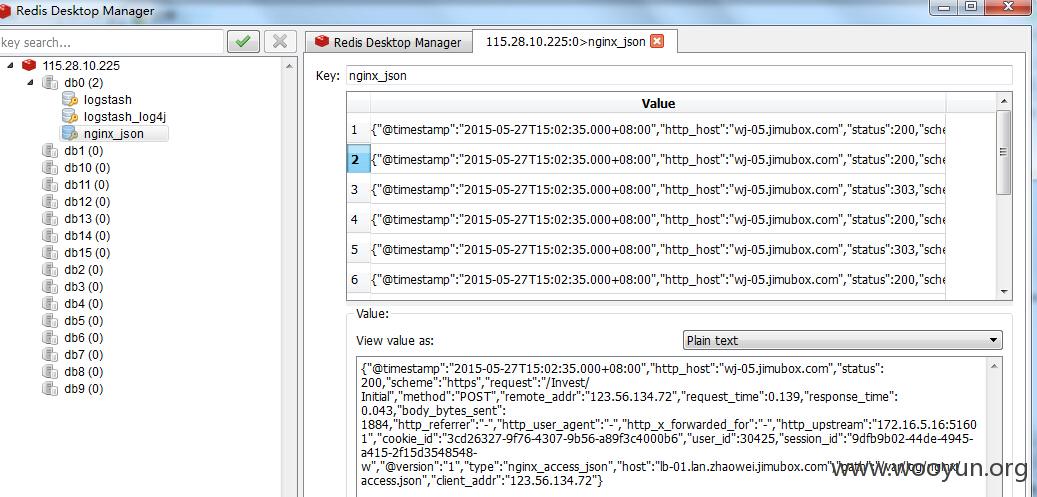 Redis Desktop Manager
key search...
Redis Desktop Manager
115.28.10.225:0>nginx_json
115.28.10.225
db0 (2)
logstash
logstash_log4j
nginx_json
db1 (0)
db10 (0)
db11 (0)
db12 (0)
db13 (0)
db14 (0)
db15 (0)
db2 (0)
db3 (0)
db4 (0)
db5 (0)
db6 (0)
db7 (0)
db8 (0)
db9 (0)
Key: nginx_json
Value
1 {"@timestamp":"2015-05-27T15:02:35.000+08:00","http_host":"wj-05.jimubox.com","status":200,"sche
2 {"@timestamp":"2015-05-27T15:02:35.000+08:00","http_host":"wj-05.jimubox.com","status":200,"sche
3 {"@timestamp":"2015-05-27T15:02:35.000+08:00","http_host":"wj-05.jimubox.com","status":303,"sche
4 {"@timestamp":"2015-05-27T15:02:35.000+08:00","http_host":"wj-05.jimubox.com","status":200,"sche
5 {"@timestamp":"2015-05-27T15:02:35.000+08:00","http_host":"wj-05.jimubox.com","status":303,"sche
6 {"@timestamp":"2015-05-27T15:02:35.000+08:00","http_host":"wj-05.jimubox.com","status":200,"sche
Value:
View value as: Plain text
{"@timestamp":"2015-05-27T15:02:35.000+08:00","http_host":"wj-05.jimubox.com","status":
200,"scheme":"https","request":"/Invest/
Initial","method":"POST","remote_addr":"123.56.134.72","request_time":0.139,"response_time":
0.043,"body_bytes_sent":
1884,"http_referrer":"-","http_user_agent":"-","http_x_forwarded_for":"-","http_upstream":"172.16.5.16:5160
1","cookie_id":"3cd26327-9f76-4307-9b56-a89f3c4000b6","user_id":30425,"session_id":"9dfb9b02-44de-4945-
a415-2f15d3548548-
w","@version":"1","type":"nginx_access_json","host":"lb-01.lan.zhaowei.jimubox.com","path":"/var/log/nginx/
access.json","client_addr":"123.56.134.72"}
www.wooyun.org